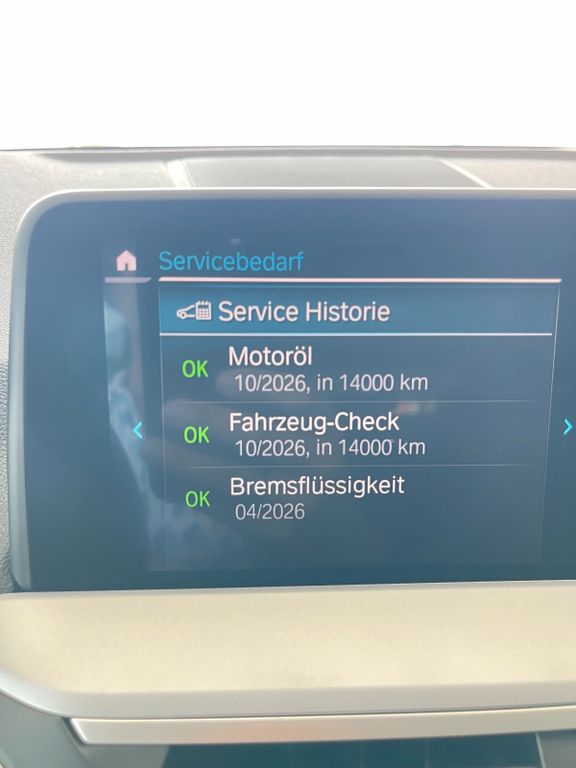 Servicebedarf
Service Historie
OK Motoröl
10/2026, in 14000 km
OK Fahrzeug-Check
10/2026, in 14000 km
OK Bremsflüssigkeit
04/2026